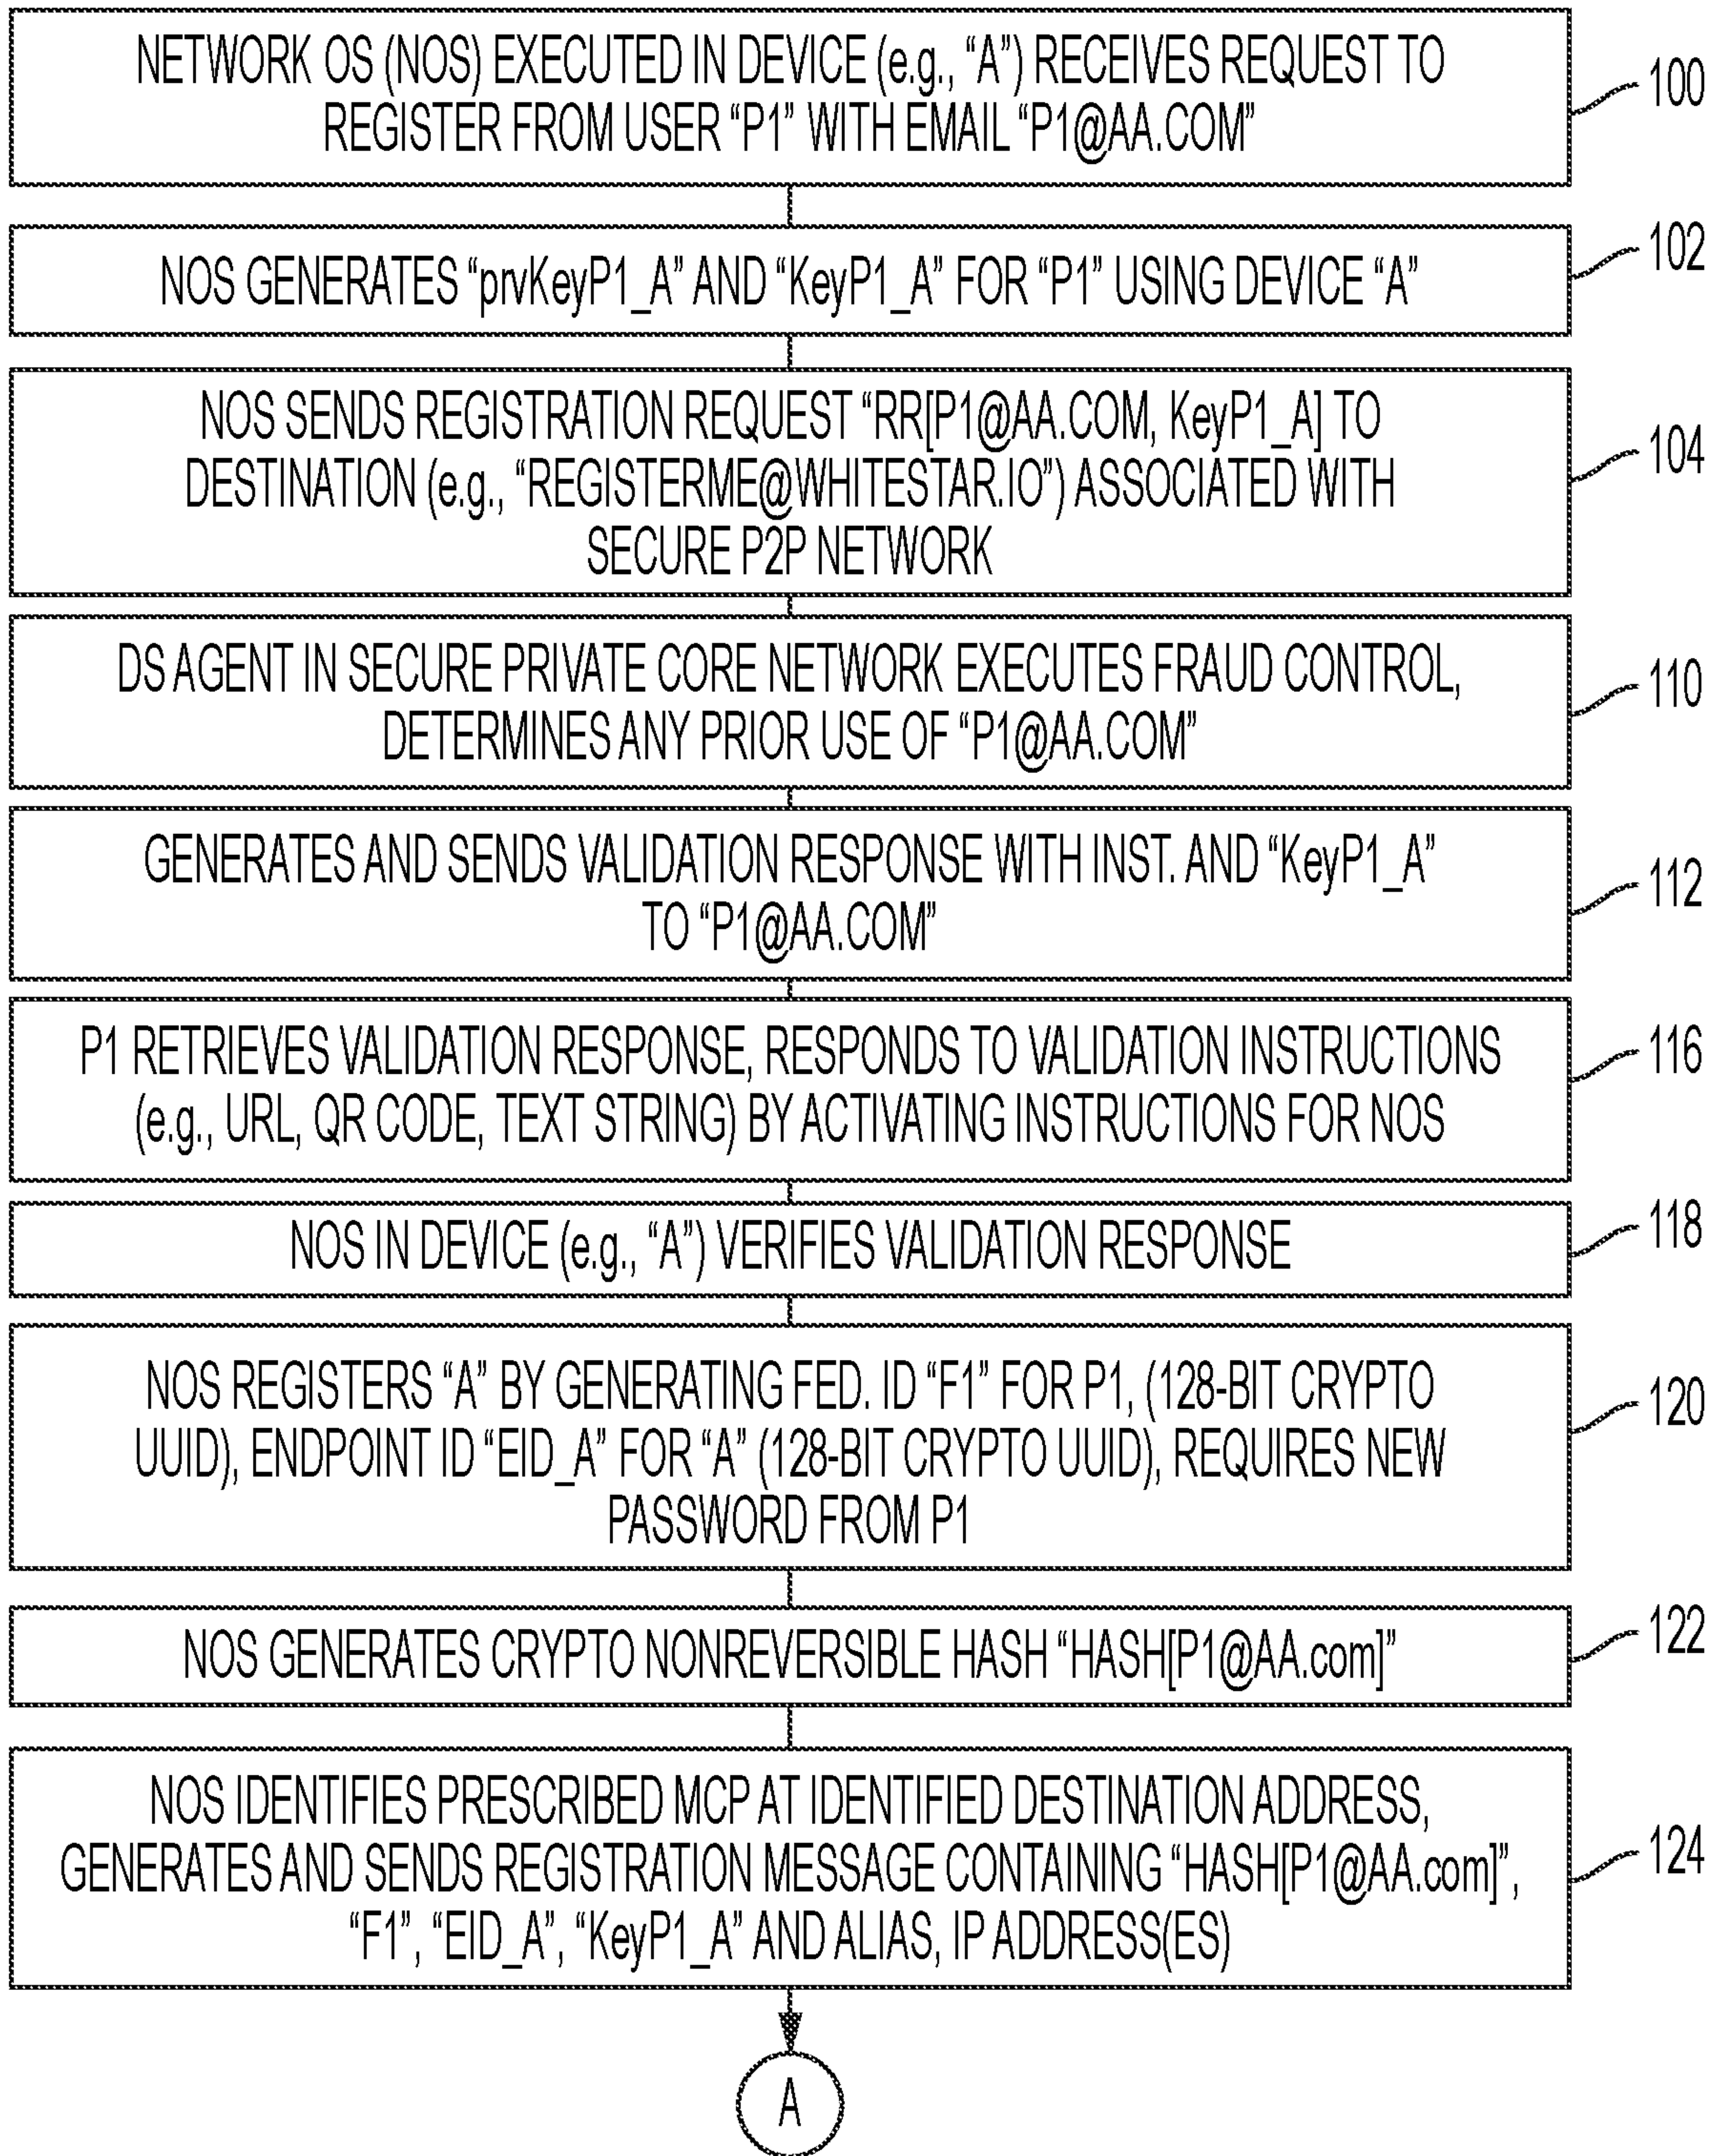 NETWORK OS (NOS) EXECUTED IN DEVICE (e.g., “A”) RECEIVES REQUEST TO
REGISTER FROM USER “P1” WITH EMAIL “P1@AA.COM”
100
NOS GENERATES “prvKeyP1_A” AND “KeyP1_A” FOR “P1” USING DEVICE “A”
102
NOS SENDS REGISTRATION REQUEST “RR[P1@AA.COM, KeyP1_A] TO
DESTINATION (e.g., “REGISTERME@WHITESTAR.IO”) ASSOCIATED WITH
SECURE P2P NETWORK
104
DS AGENT IN SECURE PRIVATE CORE NETWORK EXECUTES FRAUD CONTROL,
DETERMINES ANY PRIOR USE OF “P1@AA.COM”
110
GENERATES AND SENDS VALIDATION RESPONSE WITH INST. AND “KeyP1_A”
TO “P1@AA.COM”
112
P1 RETRIEVES VALIDATION RESPONSE, RESPONDS TO VALIDATION INSTRUCTIONS
(e.g., URL, QR CODE, TEXT STRING) BY ACTIVATING INSTRUCTIONS FOR NOS
116
NOS IN DEVICE (e.g., “A”) VERIFIES VALIDATION RESPONSE
118
NOS REGISTERS “A” BY GENERATING FED. ID “F1” FOR P1, (128-BIT CRYPTO
UUID), ENDPOINT ID “EID_A” FOR “A” (128-BIT CRYPTO UUID), REQUIRES NEW
PASSWORD FROM P1
120
NOS GENERATES CRYPTO NONREVERSIBLE HASH “HASH[P1@AA.com]”
122
NOS IDENTIFIES PRESCRIBED MCP AT IDENTIFIED DESTINATION ADDRESS,
GENERATES AND SENDS REGISTRATION MESSAGE CONTAINING “HASH[P1@AA.com]”,
“F1”, “EID_A”, “KeyP1_A” AND ALIAS, IP ADDRESS(ES)
124
A